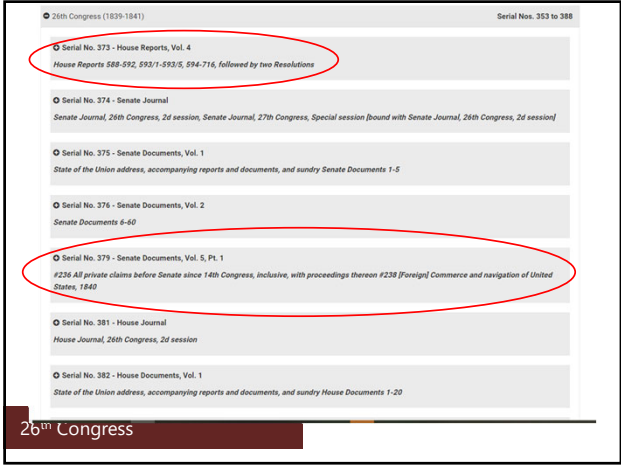 26th Congress (1839-1841) Serial Nos. 353 to 388
Serial No. 373 - House Reports, Vol. 4
House Reports 588-592, 593/1-593/5, 594-716, followed by two Resolutions
Serial No. 374 - Senate Journal
Senate Journal, 26th Congress, 2d session, Senate Journal, 27th Congress, Special session [bound with Senate Journal, 26th Congress, 2d session]
Serial No. 375 - Senate Documents, Vol. 1
State of the Union address, accompanying reports and documents, and sundry Senate Documents 1-5
Serial No. 376 - Senate Documents, Vol. 2
Senate Documents 6-60
Serial No. 379 - Senate Documents, Vol. 5, Pt. 1
#236 All private claims before Senate since 14th Congress, inclusive, with proceedings thereon #238 [Foreign] Commerce and navigation of United
States, 1840
Serial No. 381 - House Journal
House Journal, 26th Congress, 2d session
Serial No. 382 - House Documents, Vol. 1
State of the Union address, accompanying reports and documents, and sundry House Documents 1-20
26th Congress